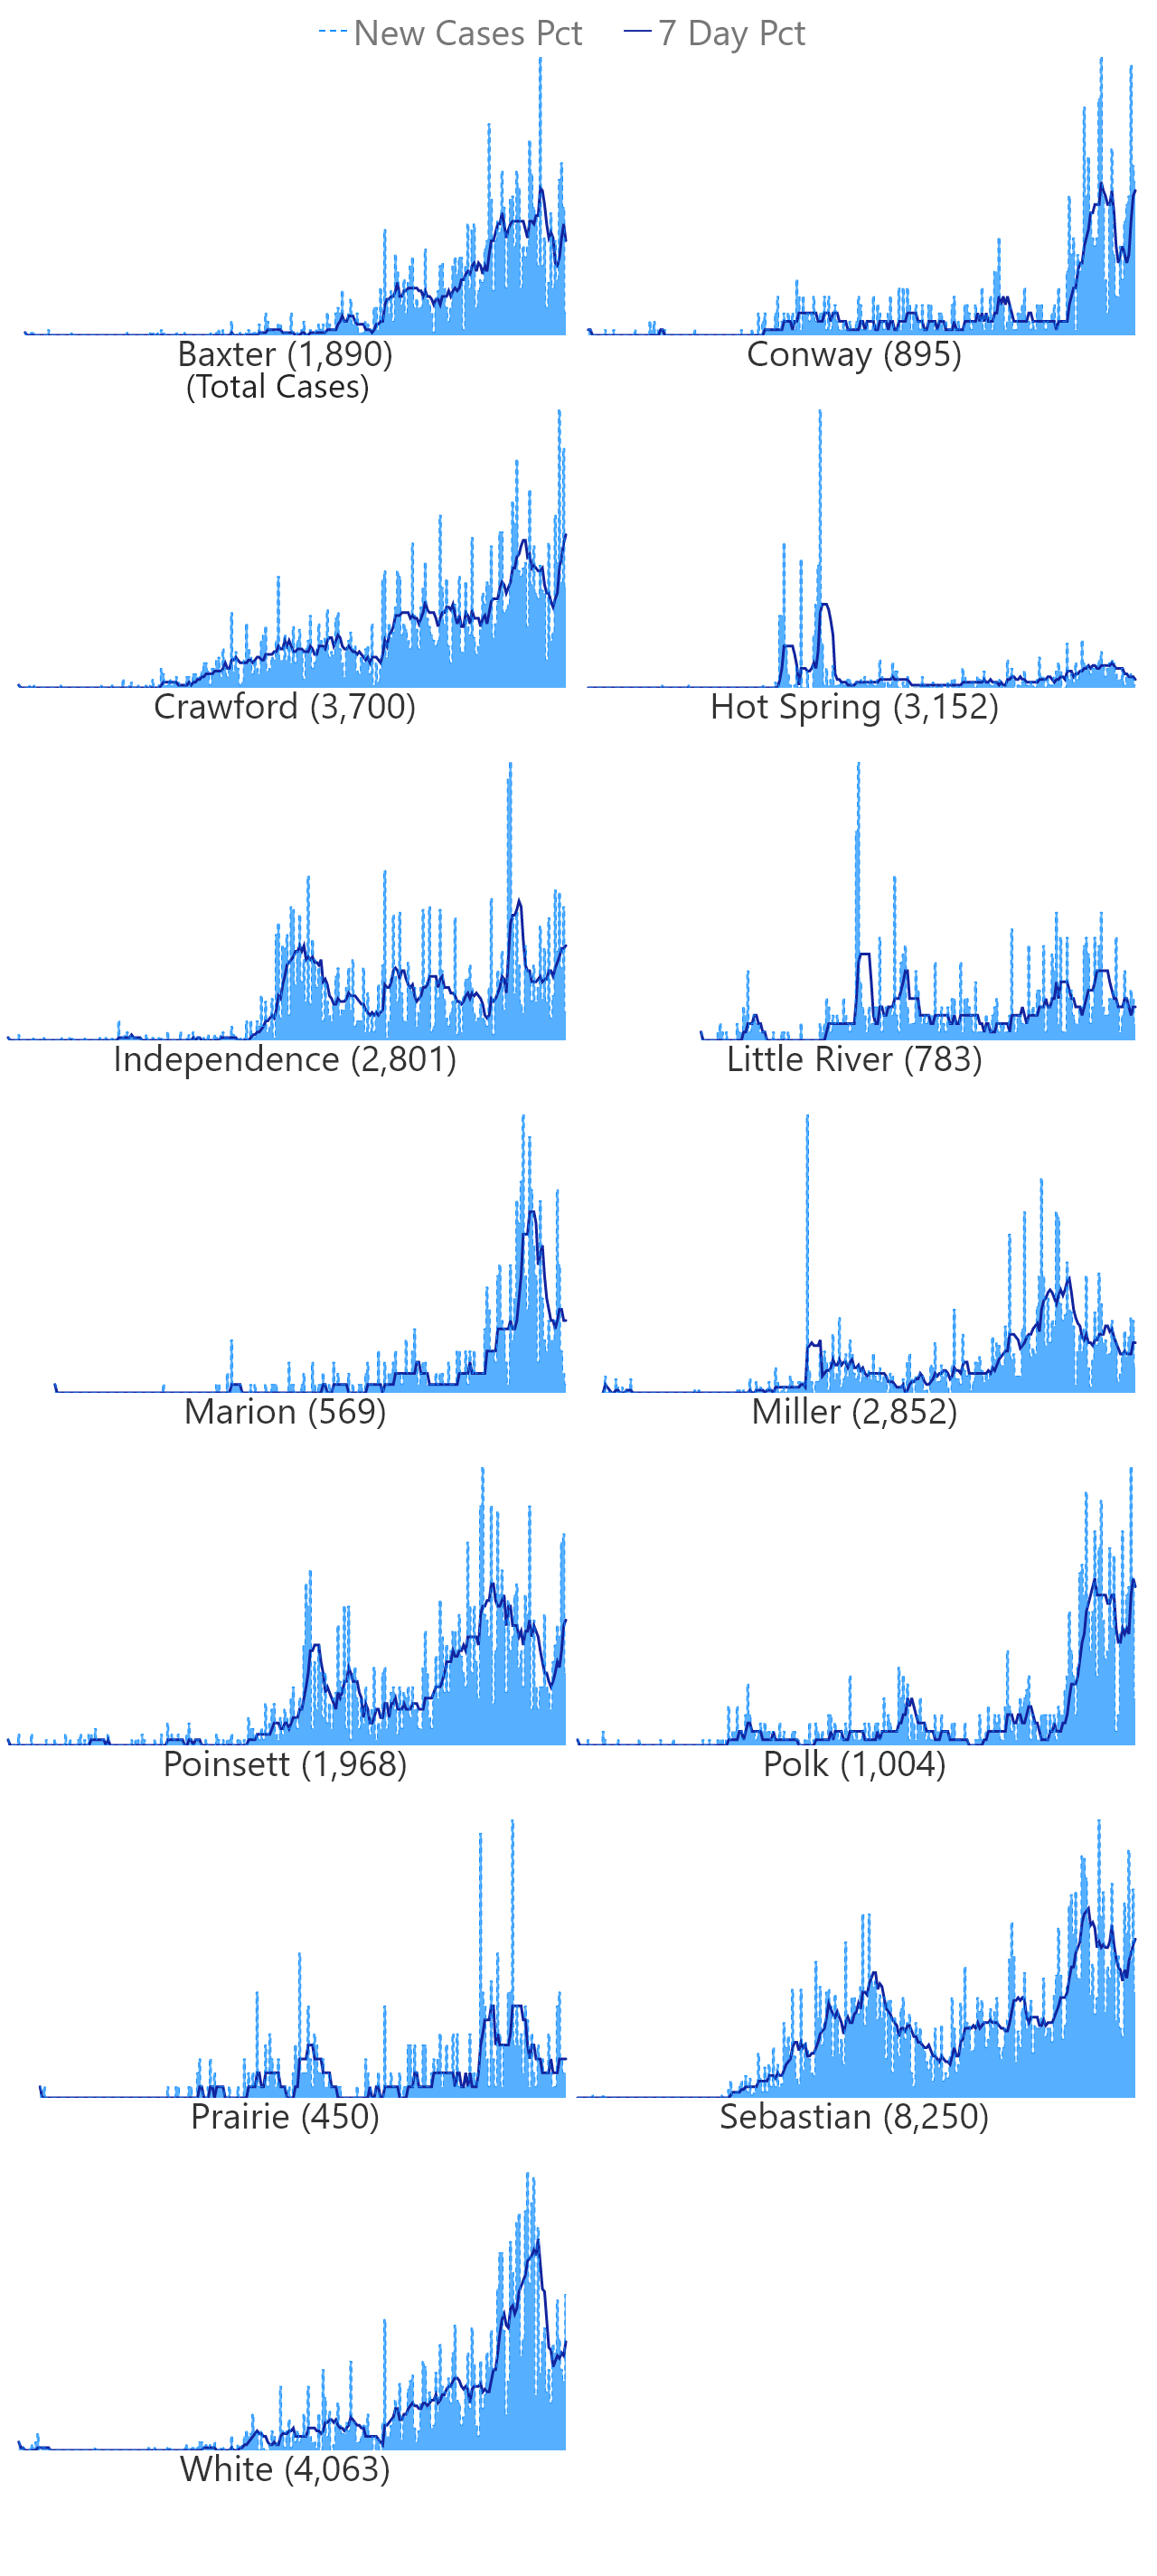 New Cases Pct 7 Day Pct
Baxter (1,890)
(Total Cases)
Conway (895)
Crawford (3,700)
Hot Spring (3,152)
Independence (2,801)
Little River (783)
Marion (569)
Miller (2,852)
Poinsett (1,968)
Polk (1,004)
Prairie (450)
Sebastian (8,250)
White (4,063)